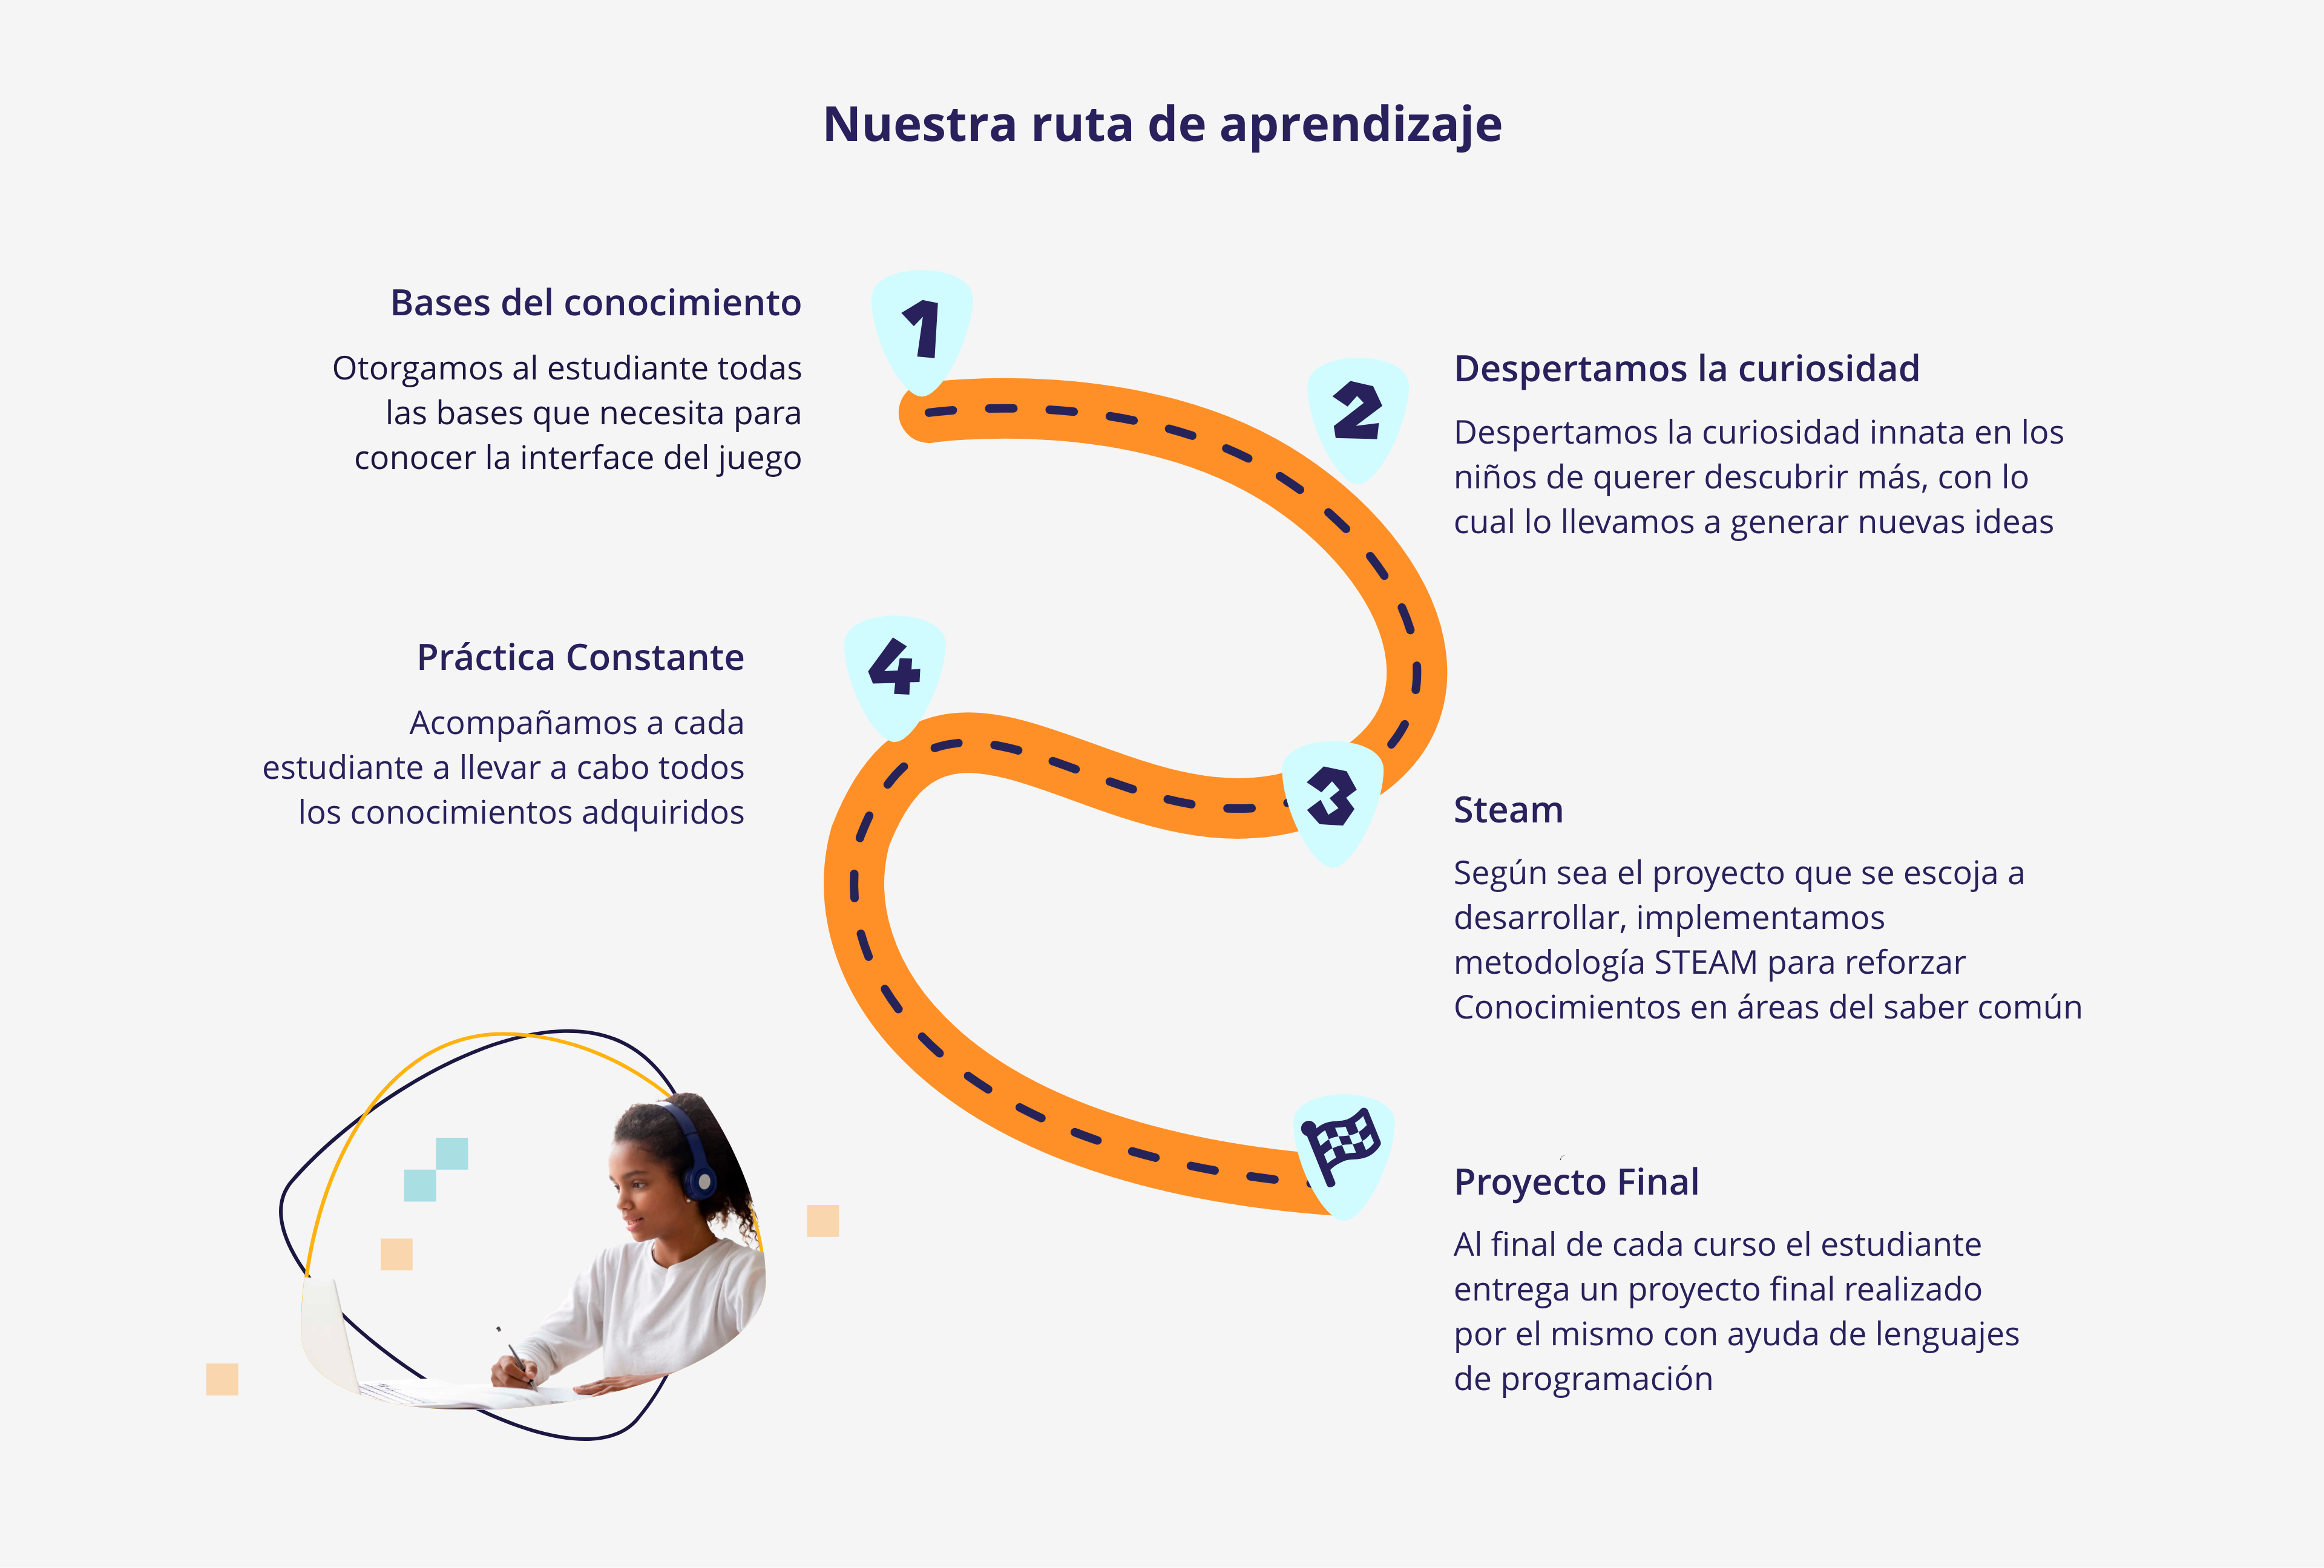 Nuestra ruta de aprendizaje
1
Bases del conocimiento
Otorgamos al estudiante todas
las bases que necesita para
conocer la interface del juego
2
Despertamos la curiosidad
Despertamos la curiosidad innata en los
niños de querer descubrir más, con lo
cual lo llevamos a generar nuevas ideas
3
Steam
Según sea el proyecto que se escoja a
desarrollar, implementamos
metodología STEAM para reforzar
Conocimientos en áreas del saber común
4
Práctica Constante
Acompañamos a cada
estudiante a llevar a cabo todos
los conocimientos adquiridos
Proyecto Final
Al final de cada curso el estudiante
entrega un proyecto final realizado
por el mismo con ayuda de lenguajes
de programación